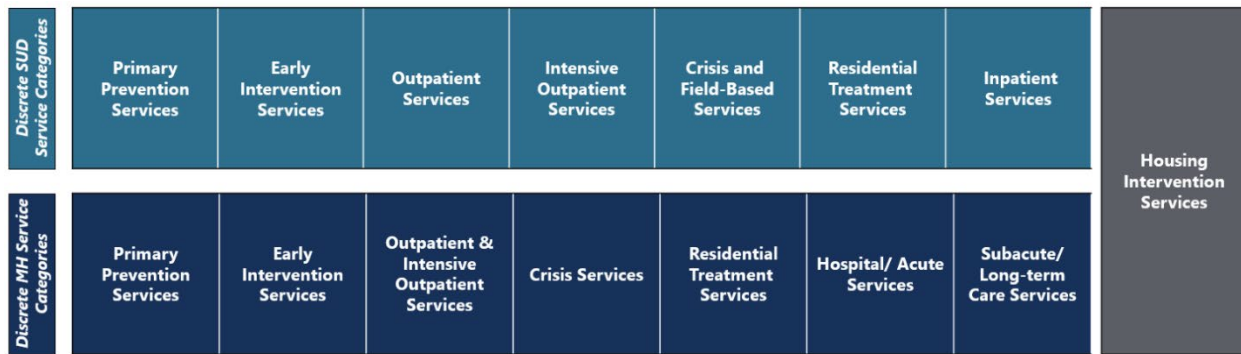 Discrete SUD
Service Categories
Primary
Prevention
Services
Early
Intervention
Services
Outpatient
Services
Intensive
Outpatient
Services
Crisis and
Field-Based
Services
Residential
Treatment
Services
Inpatient
Services
Housing
Intervention
Services
Discrete MH Service
Categories
Primary
Prevention
Services
Early
Intervention
Services
Outpatient &
Intensive
Outpatient
Services
Crisis Services
Residential
Treatment
Services
Hospital/ Acute
Services
Subacute/
Long-term
Care Services